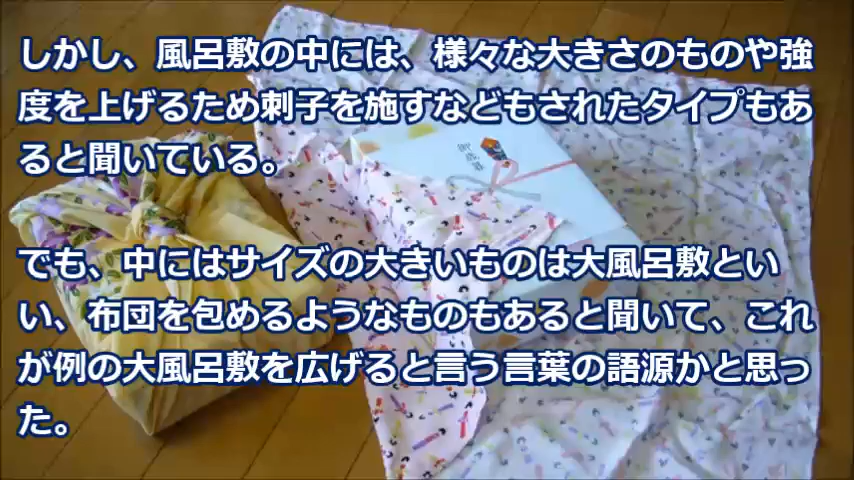 しかし、風呂敷の中には、様々な大きさのものや強
度を上げるため刺子を施すなどもされたタイプもあ
ると聞いている。
でも、中にはサイズの大きいものは大風呂敷とい
い、布団を包めるようなものもあると聞いて、これ
が例の大風呂敷を広げると言う言葉の語源かと思っ
た。
御歳暮